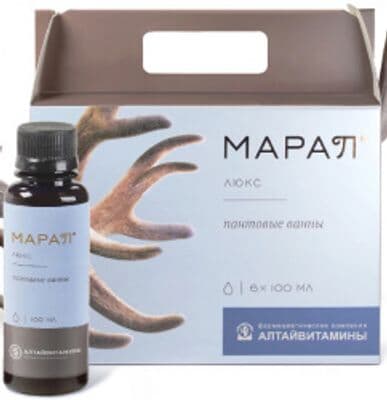 МАРАЛ®
ЛЮКС
пантовые ванны
6 × 100 МЛ
Фармацевтическая компания
АЛТАЙВИТАМИНЫ
МАРАЛ®
ЛЮКС
пантовые ванны
100 МЛ
АЛТАЙВИТАМИНЫ